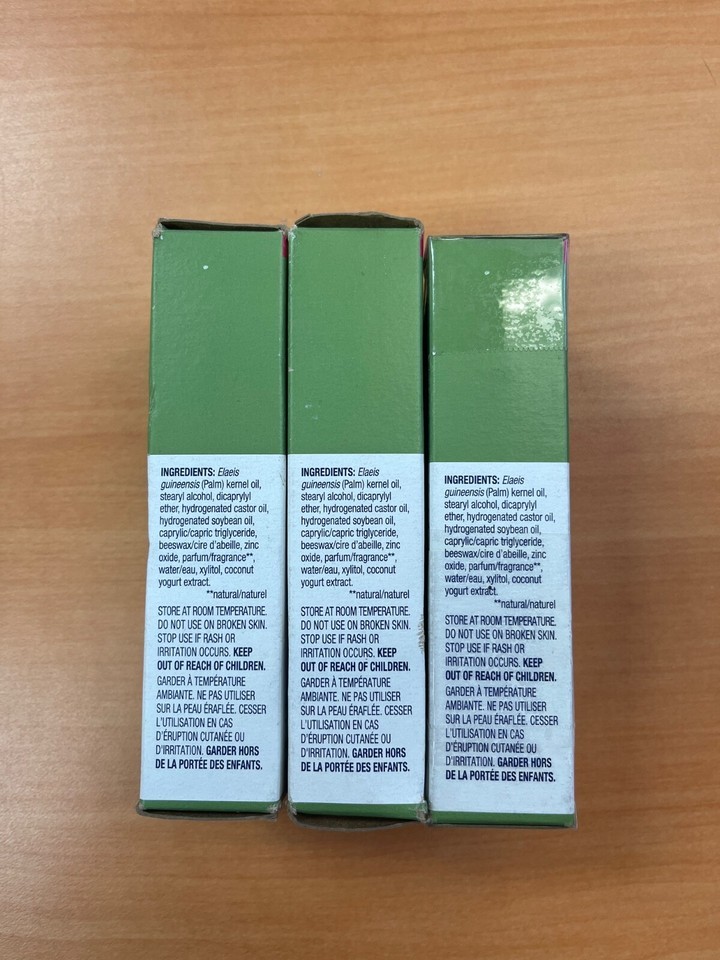 INGREDIENTS: Elaeis
guineensis (Palm) kernel oil,
stearyl alcohol, dicaprylyl
ether, hydrogenated castor oil,
hydrogenated soybean oil,
caprylic/capric triglyceride,
beeswax/cire d'abeille, zinc
oxide, parfum/fragrance**,
water/eau, xylitol, coconut
yogurt extract.
**natural/naturel
STORE AT ROOM TEMPERATURE.
DO NOT USE ON BROKEN SKIN.
STOP USE IF RASH OR
IRRITATION OCCURS. KEEP
OUT OF REACH OF CHILDREN.
GARDER À TEMPÉRATURE
AMBIANTE. NE PAS UTILISER
SUR LA PEAU ÉRAFLÉE. CESSER
L'UTILISATION EN CAS
D'ÉRUPTION CUTANÉE OU
D'IRRITATION. GARDER HORS
DE LA PORTÉE DES ENFANTS.
INGREDIENTS: Elaeis
guineensis (Palm) kernel oil,
stearyl alcohol, dicaprylyl
ether, hydrogenated castor oil,
hydrogenated soybean oil,
caprylic/capric triglyceride,
beeswax/cire d'abeille, zinc
oxide, parfum/fragrance**,
water/eau, xylitol, coconut
yogurt extract.
**natural/naturel
STORE AT ROOM TEMPERATURE.
DO NOT USE ON BROKEN SKIN.
STOP USE IF RASH OR
IRRITATION OCCURS. KEEP
OUT OF REACH OF CHILDREN.
GARDER À TEMPÉRATURE
AMBIANTE. NE PAS UTILISER
SUR LA PEAU ÉRAFLÉE. CESSER
L'UTILISATION EN CAS
D'ÉRUPTION CUTANÉE OU
D'IRRITATION. GARDER HORS
DE LA PORTÉE DES ENFANTS.
INGREDIENTS: Elaeis
guineensis (Palm) kernel oil,
stearyl alcohol, dicaprylyl
ether, hydrogenated castor oil,
hydrogenated soybean oil,
caprylic/capric triglyceride,
beeswax/cire d'abeille, zinc
oxide, parfum/fragrance**,
water/eau, xylitol, coconut
yogurt extract.
**natural/naturel
STORE AT ROOM TEMPERATURE.
DO NOT USE ON BROKEN SKIN.
STOP USE IF RASH OR
IRRITATION OCCURS. KEEP
OUT OF REACH OF CHILDREN.
GARDER À TEMPÉRATURE
AMBIANTE. NE PAS UTILISER
SUR LA PEAU ÉRAFLÉE. CESSER
L'UTILISATION EN CAS
D'ÉRUPTION CUTANÉE OU
D'IRRITATION. GARDER HORS
DE LA PORTÉE DES ENFANTS.